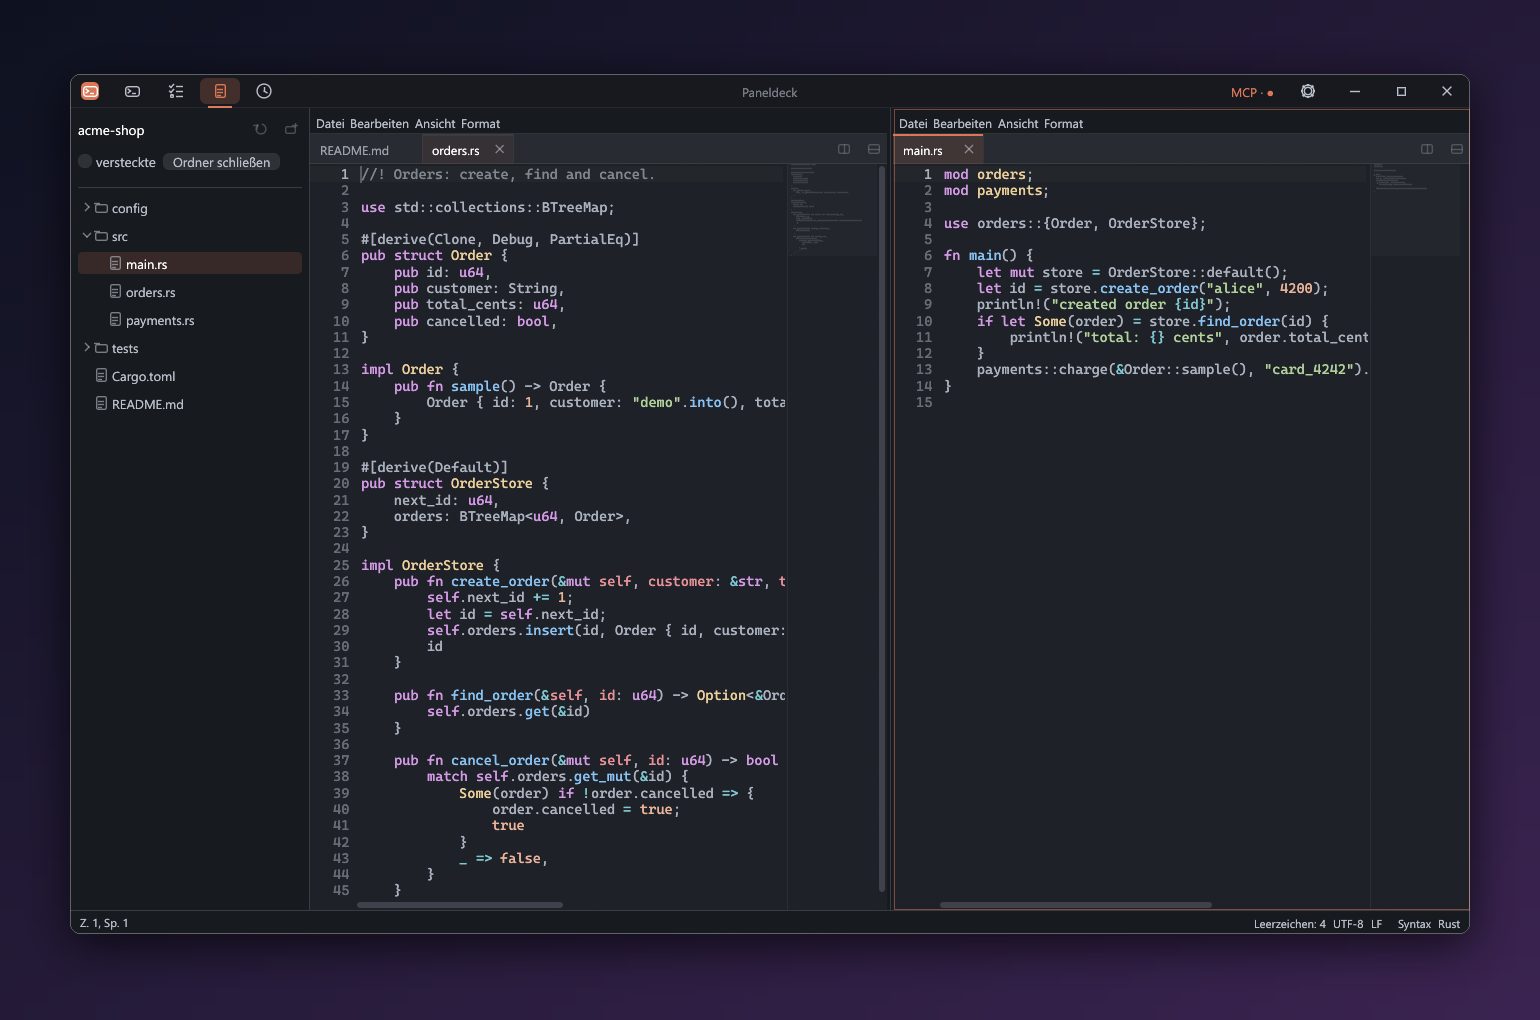 Paneldeck
MCP
acme-shop
versteckte Ordner schließen
config
src
main.rs
orders.rs
payments.rs
tests
Cargo.toml
README.md
Datei Bearbeiten Ansicht Format
README.md orders.rs
1 //! Orders: create, find and cancel.
2
3 use std::collections::BTreeMap;
4
5 #[derive(Clone, Debug, PartialEq)]
6 pub struct Order {
7 pub id: u64,
8 pub customer: String,
9 pub total_cents: u64,
10 pub cancelled: bool,
11 }
12
13 impl Order {
14 pub fn sample() -> Order {
15 Order { id: 1, customer: "demo".into(), tota
16 }
17 }
18
19 #[derive(Default)]
20 pub struct OrderStore {
21 next_id: u64,
22 orders: BTreeMap<u64, Order>,
23 }
24
25 impl OrderStore {
26 pub fn create_order(&mut self, customer: &str, t
27 self.next_id += 1;
28 let id = self.next_id;
29 self.orders.insert(id, Order { id, customer:
30 id
31 }
32
33 pub fn find_order(&self, id: u64) -> Option<&Orc
34 self.orders.get(&id)
35 }
36
37 pub fn cancel_order(&mut self, id: u64) -> bool
38 match self.orders.get_mut(&id) {
39 Some(order) if !order.cancelled => {
40 order.cancelled = true;
41 true
42 }
43 _ => false,
44 }
45 }
Datei Bearbeiten Ansicht Format
main.rs
1 mod orders;
2 mod payments;
3
4 use orders::{Order, OrderStore};
5
6 fn main() {
7 let mut store = OrderStore::default();
8 let id = store.create_order("alice", 4200);
9 println!("created order {id}");
10 if let Some(order) = store.find_order(id) {
11 println!("total: {} cents", order.total_cent
12 }
13 payments::charge(&Order::sample(), "card_4242").
14 }
15
Z. 1, Sp. 1
Leerzeichen: 4 UTF-8 LF Syntax Rust